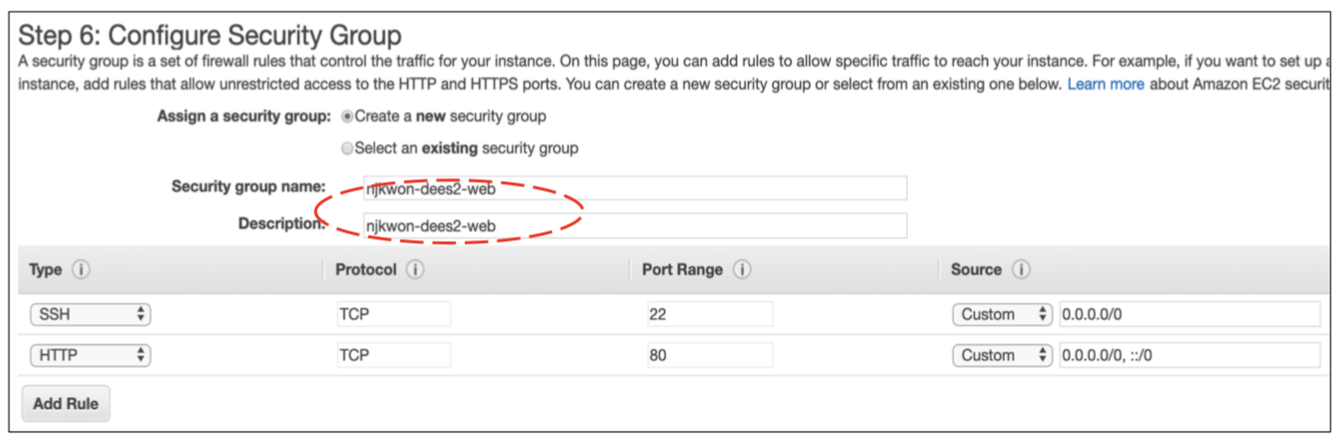 Step 6: Configure Security Group
A security group is a set of firewall rules that control the traffic for your instance. On this page, you can add rules to allow specific traffic to reach your instance. For example, if you want to set up
instance, add rules that allow unrestricted access to the HTTP and HTTPS ports. You can create a new security group or select from an existing one below. Learn more about Amazon EC2 securit
Assign a security group: Create a new security group
Select an existing security group
Security group name: njkwon-dees2-web
Description: njkwon-dees2-web
Type i Protocol i Port Range i Source i
SSH TCP 22 Custom 0.0.0.0/0
HTTP TCP 80 Custom 0.0.0.0/0, ::/0
Add Rule